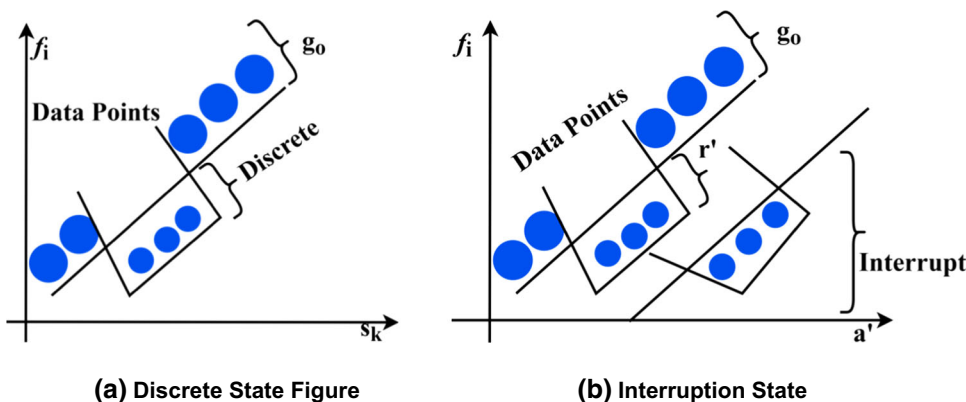 fi
go
Data Points
Discrete
sk
(a) Discrete State Figure
fi
go
Data Points
r'
Interrupt
a'
(b) Interruption State